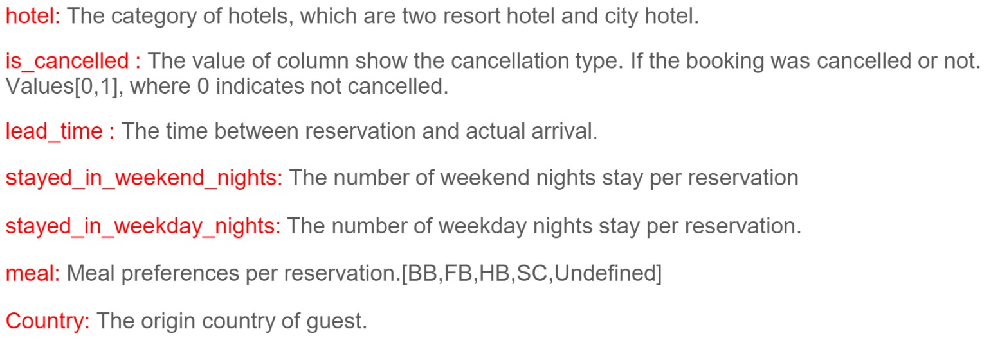 hotel: The category of hotels, which are two resort hotel and city hotel.
is_cancelled : The value of column show the cancellation type. If the booking was cancelled or not.
Values[0,1], where 0 indicates not cancelled.
lead_time : The time between reservation and actual arrival.
stayed_in_weekend_nights: The number of weekend nights stay per reservation
stayed_in_weekday_nights: The number of weekday nights stay per reservation.
meal: Meal preferences per reservation.[BB,FB,HB,SC,Undefined]
Country: The origin country of guest.